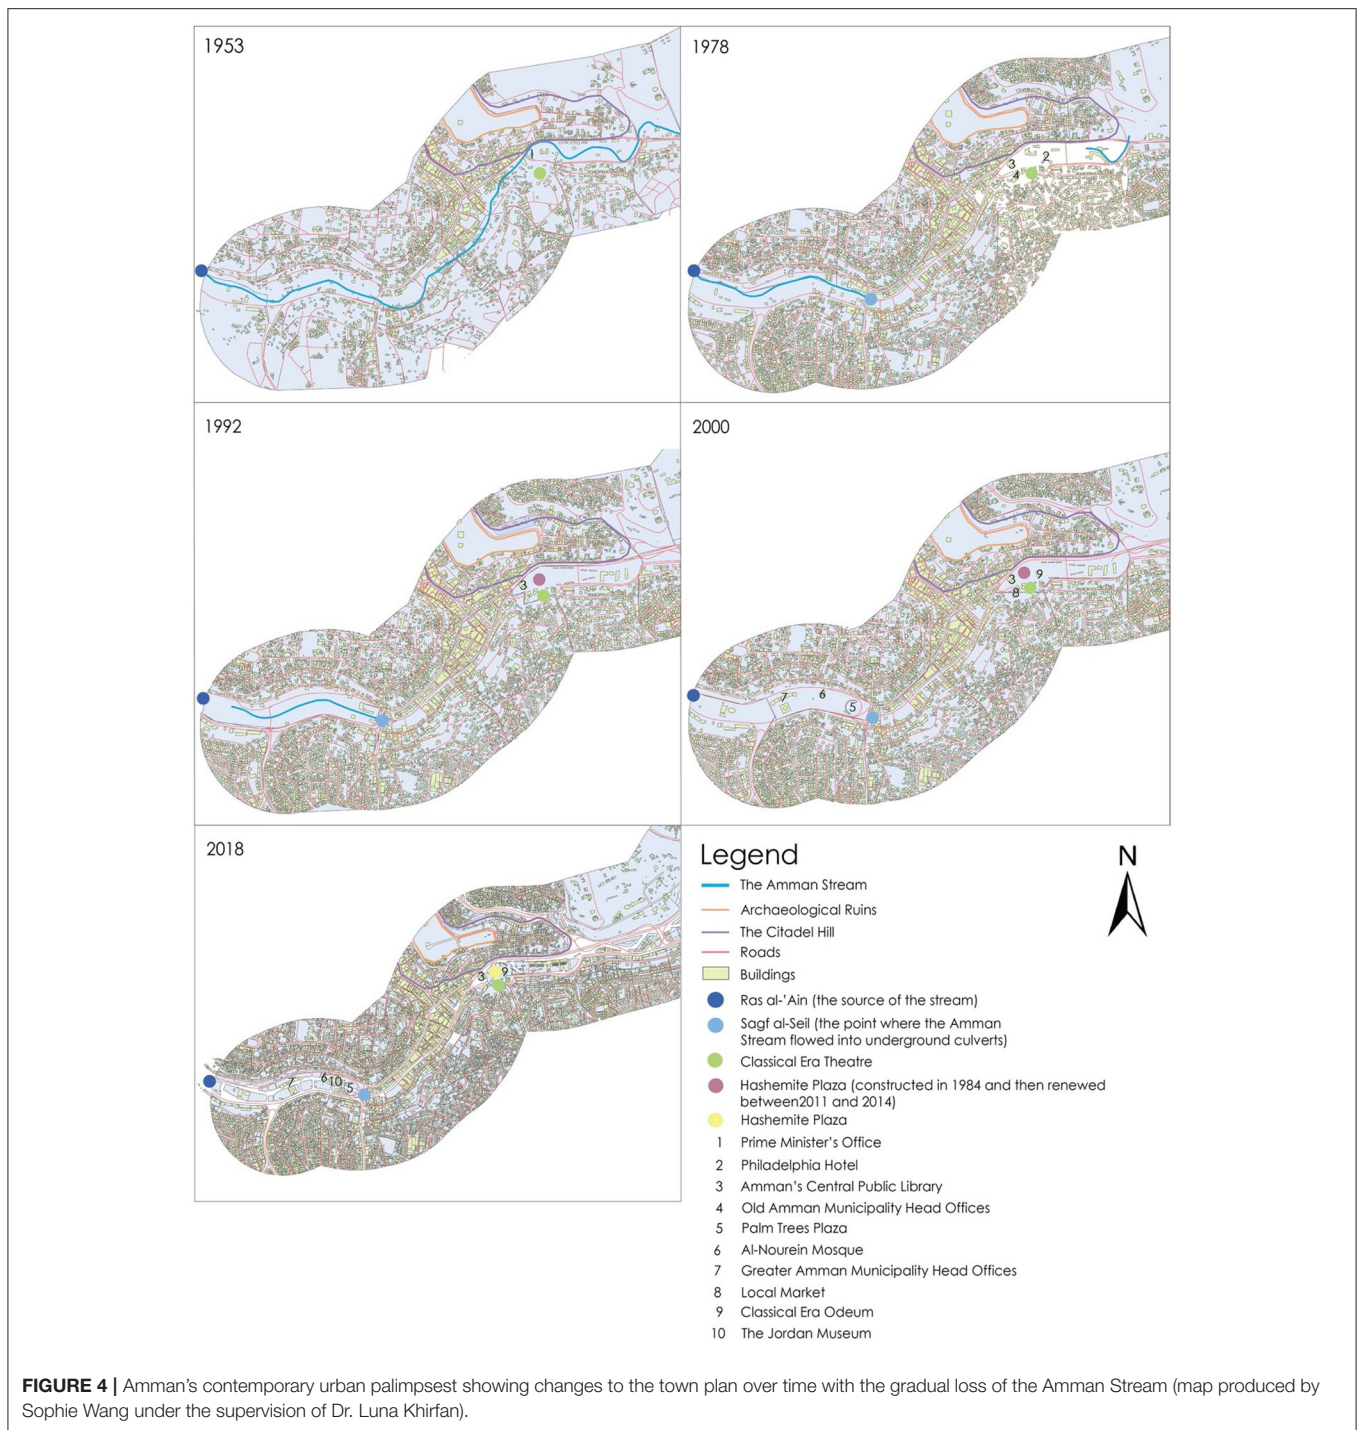 1953
1
1978
3
2
4
1992
3
2000
3
9
8
7
6
5
2018
3
9
7
6
10
5
Legend
N
The Amman Stream
Archaeological Ruins
The Citadel Hill
Roads
Buildings
Ras al-'Ain (the source of the stream)
Sagf al-Seil (the point where the Amman
Stream flowed into underground culverts)
Classical Era Theatre
Hashemite Plaza (constructed in 1984 and then renewed
between2011 and 2014)
Hashemite Plaza
1 Prime Minister's Office
2 Philadelphia Hotel
3 Amman's Central Public Library
4 Old Amman Municipality Head Offices
5 Palm Trees Plaza
6 Al-Nourein Mosque
7 Greater Amman Municipality Head Offices
8 Local Market
9 Classical Era Odeum
10 The Jordan Museum
FIGURE 4 | Amman's contemporary urban palimpsest showing changes to the town plan over time with the gradual loss of the Amman Stream (map produced by
Sophie Wang under the supervision of Dr. Luna Khirfan).